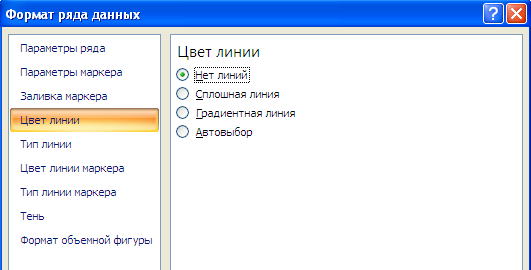 Формат ряда данных
Параметры ряда
Параметры маркера
Заливка маркера
Цвет линии
Тип линии
Цвет линии маркера
Тип линии маркера
Тень
Формат объемной фигуры
Цвет линии
Нет линий
Сплошная линия
Градиентная линия
Автовыбор